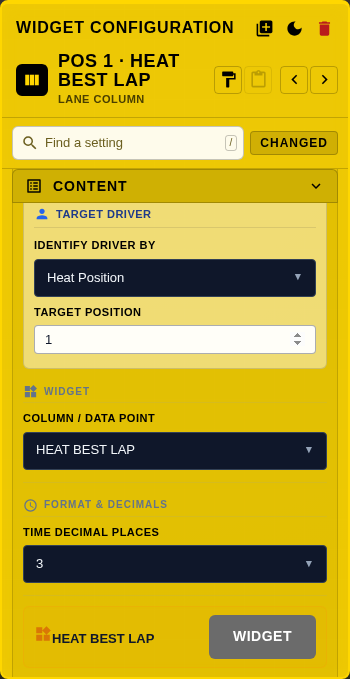 WIDGET CONFIGURATION
POS 1 · HEAT
BEST LAP
LANE COLUMN
Find a setting /
CHANGED
CONTENT
TARGET DRIVER
IDENTIFY DRIVER BY
Heat Position
TARGET POSITION
1
WIDGET
COLUMN / DATA POINT
HEAT BEST LAP
FORMAT & DECIMALS
TIME DECIMAL PLACES
3
HEAT BEST LAP
WIDGET